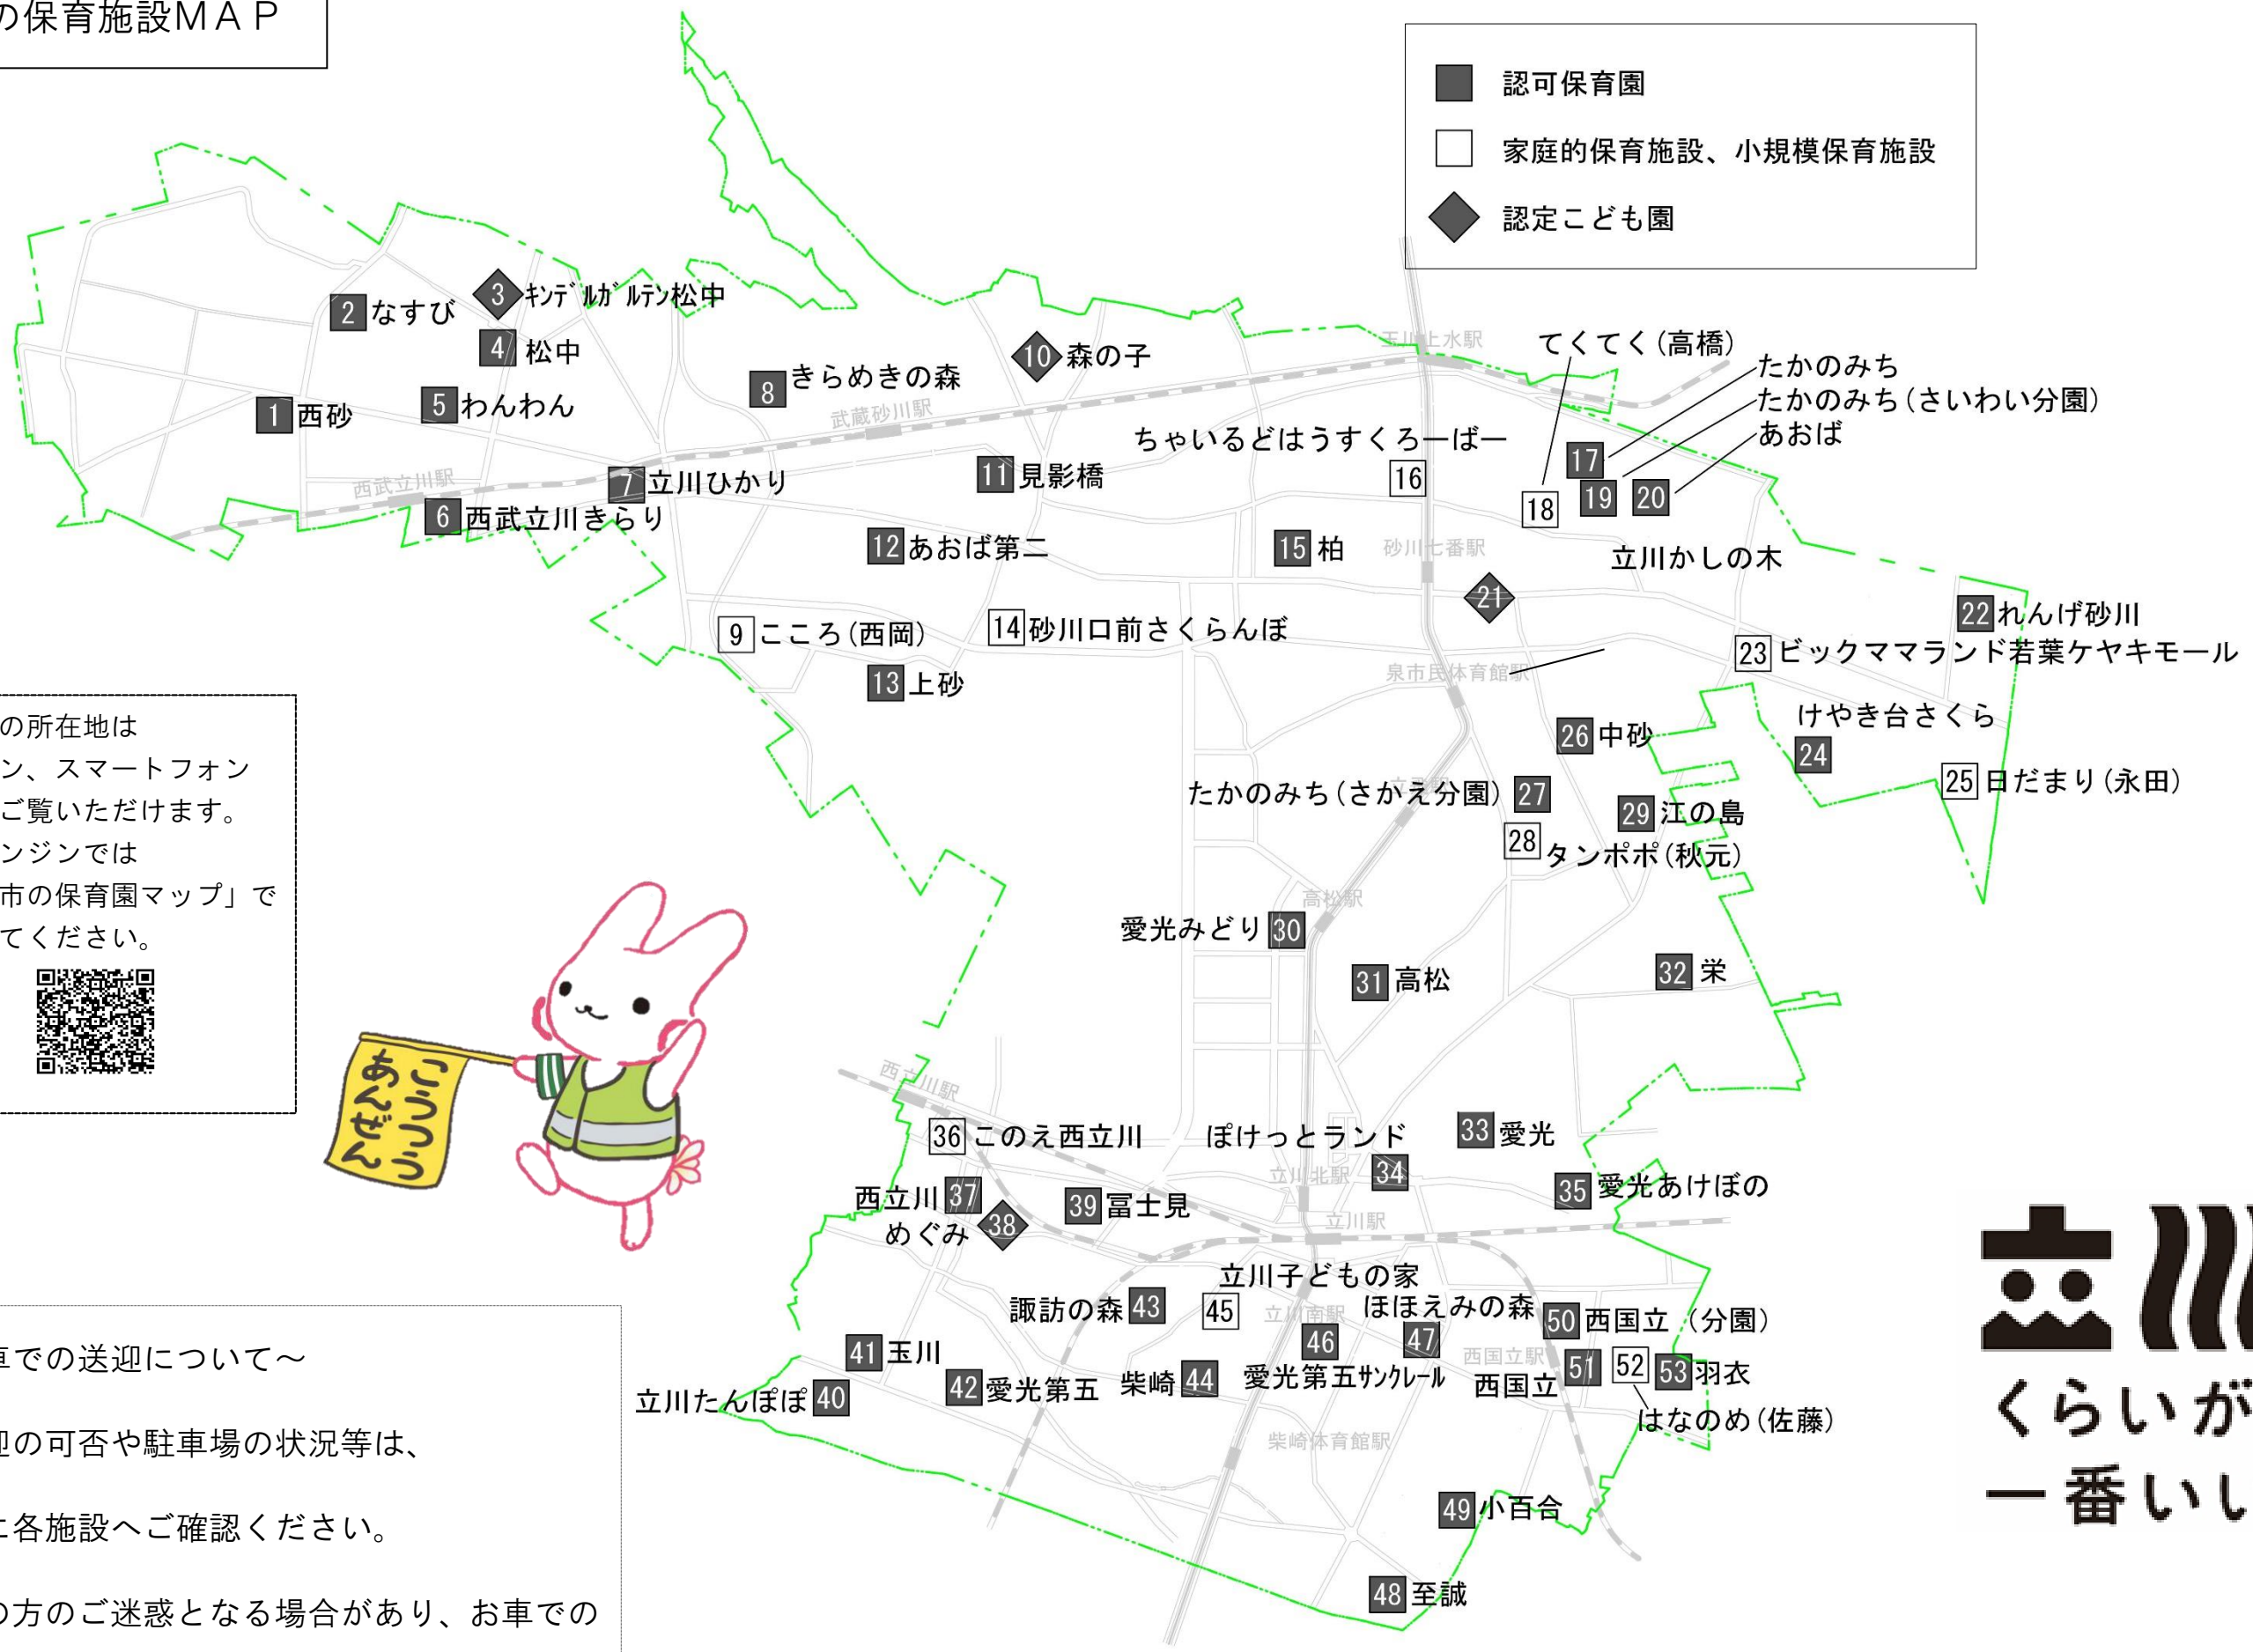 の保育施設MAP
認可保育園
家庭的保育施設、小規模保育施設
認定こども園
2 なすび
3 ｷﾝﾃﾞﾙｶﾞﾙﾃﾝ松中
4 松中
1 西砂
5 わんわん
8 きらめきの森
10 森の子
玉川上水駅
武蔵砂川駅
西武立川駅
てくてく(高橋)
たかのみち
たかのみち(さいわい分園)
あおば
ちゃいるどはうすくろーばー
16
17
18
19
20
6 西武立川きらり
7 立川ひかり
11 見影橋
12 あおば第二
15 柏
砂川七番駅
立川かしの木
21
9 こころ(西岡)
14 砂川口前さくらんぼ
13 上砂
泉市民体育館駅
22 れんげ砂川
23 ビックママランド若葉ケヤキモール
けやき台さくら
24
25 日だまり(永田)
26 中砂
立飛駅
たかのみち(さかえ分園) 27
28 タンポポ(秋元)
29 江の島
高松駅
愛光みどり 30
31 高松
32 栄
の所在地は
ン、スマートフォン
ご覧いただけます。
ンジンでは
市の保育園マップ」で
てください。
こうつう
あんぜん
西立川駅
36 このえ西立川
ぽけっとランド
34
33 愛光
35 愛光あけぼの
西立川 37
めぐみ 38
39 冨士見
立川北駅
立川駅
立川子どもの家
45
諏訪の森 43
立川南駅
ほほえみの森
47
46
愛光第五ｻﾝｸﾚｰﾙ
50 西国立(分園)
西国立駅
西国立 51
52
はなのめ(佐藤)
53 羽衣
41 玉川
立川たんぽぽ 40
42 愛光第五
柴崎 44
柴崎体育館駅
49 小百合
48 至誠
車での送迎について～
迎の可否や駐車場の状況等は、
に各施設へご確認ください。
の方のご迷惑となる場合があり、お車での
立川
くらいが
一番いい